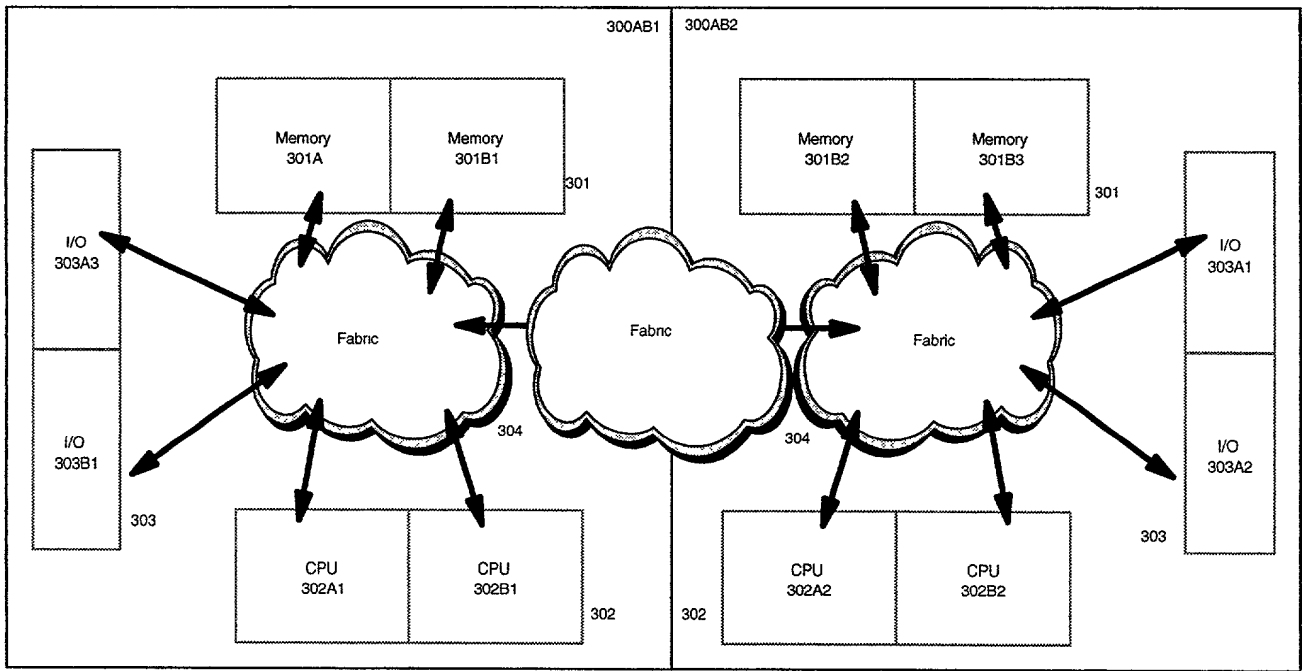 300AB1 300AB2
Memory
301A
Memory
301B1
301
Memory
301B2
Memory
301B3
301
I/O
303A3
I/O
303B1
303
Fabric
304
Fabric
Fabric
304
I/O
303A1
I/O
303A2
303
CPU
302A1
CPU
302B1
302
302
CPU
302A2
CPU
302B2